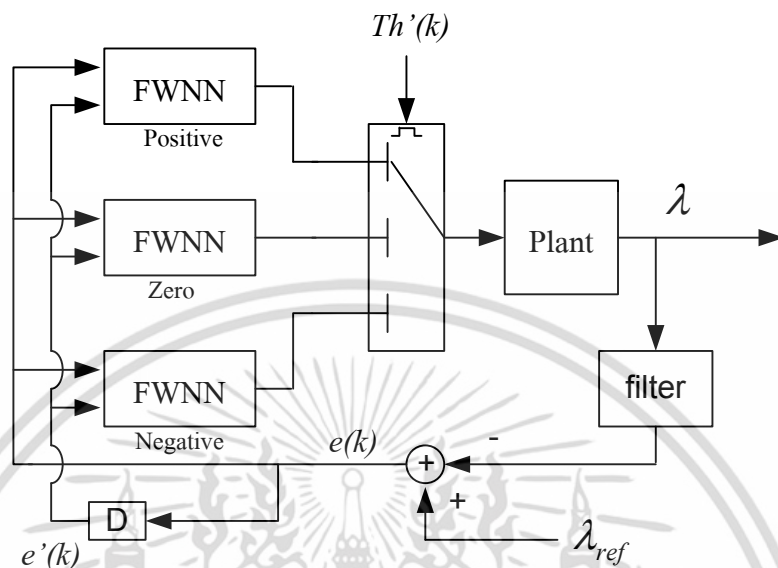 Th'(k)
FWNN
Positive
FWNN
Zero
FWNN
Negative
Plant
λ
filter
e(k)
-
+
+
λref
D
e'(k)